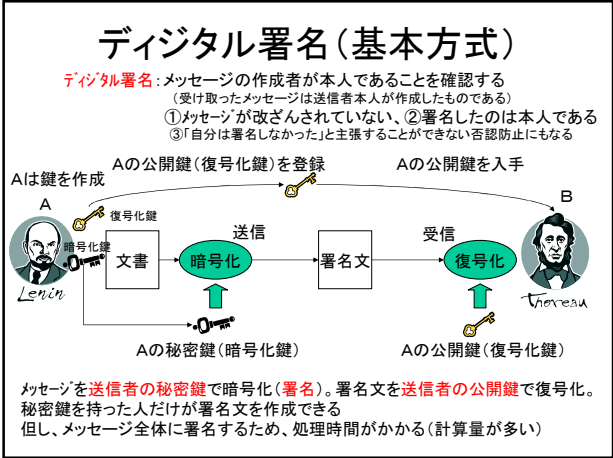 ディジタル署名（基本方式）
ディジタル署名：メッセージの作成者が本人であることを確認する
（受け取ったメッセージは送信者本人が作成したものである）
①メッセージが改ざんされていない、②署名したのは本人である
③「自分は署名しなかった」と主張することができない否認防止にもなる
Aは鍵を作成
Aの公開鍵（復号化鍵）を登録
Aの公開鍵を入手
A
B
復号化鍵
暗号化鍵
文書
暗号化
送信
署名文
受信
復号化
Lenin
Thoreau
Aの秘密鍵（暗号化鍵）
Aの公開鍵（復号化鍵）
メッセージを送信者の秘密鍵で暗号化（署名）。署名文を送信者の公開鍵で復号化。
秘密鍵を持った人だけが署名文を作成できる
但し、メッセージ全体に署名するため、処理時間がかかる（計算量が多い）